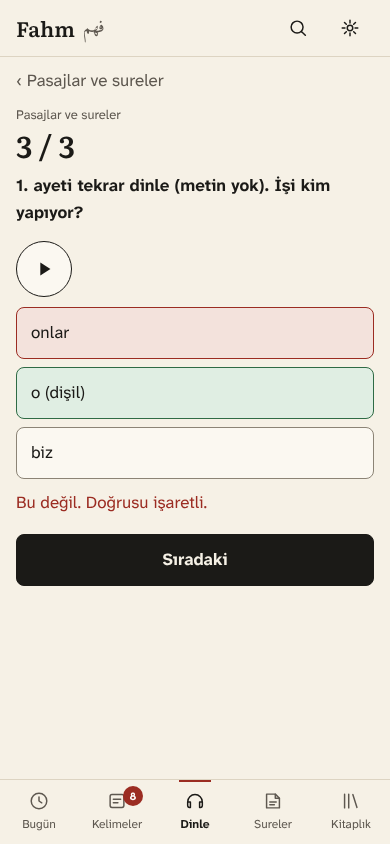 Fahm فهم
‹ Pasajlar ve sureler
Pasajlar ve sureler
3 / 3
1. ayeti tekrar dinle (metin yok). İşi kim
yapıyor?
onlar
o (dişil)
biz
Bu değil. Doğrusu işaretli.
Sıradaki
8
Bugün Kelimeler Dinle Sureler Kitaplık